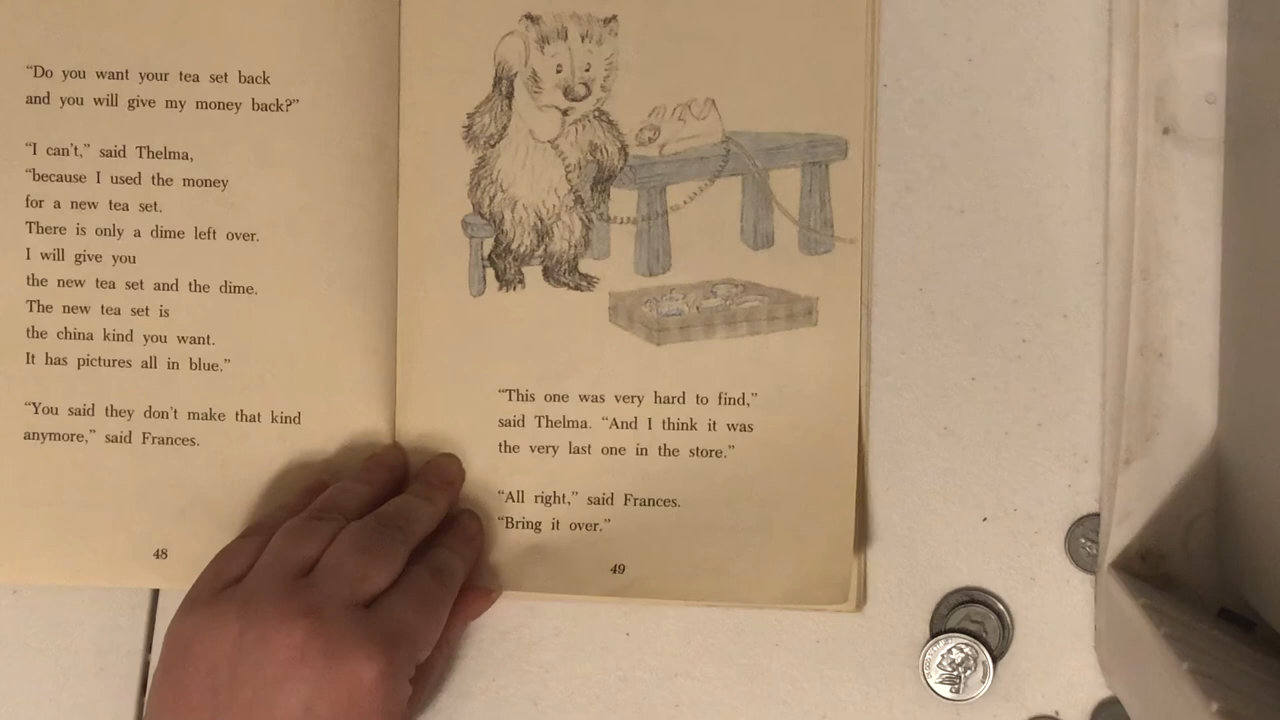 “Do you want your tea set back
and you will give my money back?”
“I can't,” said Thelma,
“because I used the money
for a new tea set.
There is only a dime left over.
I will give you
the new tea set and the dime.
The new tea set is
the china kind you want.
It has pictures all in blue.”
“You said they don't make that kind
anymore,” said Frances.
48
“This one was very hard to find,”
said Thelma. “And I think it was
the very last one in the store.”
“All right,” said Frances.
“Bring it over.”
49